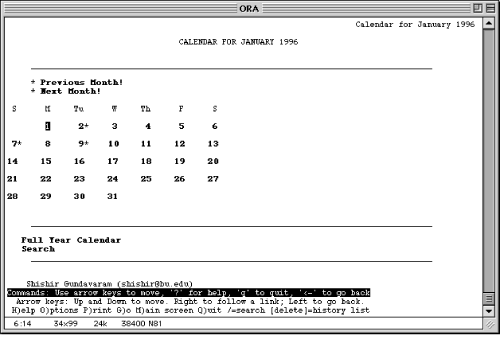 ORA
Calendar for January 1996
CALENDAR FOR JANUARY 1996
* Previous Month!
* Next Month!
S M Tu W Th F S
1 2* 3 4 5 6
7* 8 9* 10 11 12 13
14 15 16 17 18 19 20
21 22 23 24 25 26 27
28 29 30 31
Full Year Calendar
Search
Shishir Gundavaram (shishir@bu.edu)
Commands: Use arrow keys to move, '?' for help, 'q' to quit, '<-' to go back
Arrow keys: Up and Down to move. Right to follow a link; Left to go back.
H)elp O)ptions P)rint G)o M)ain screen Q)uit /=search [delete]=history list
6:14 34x99 24k 38400 N81